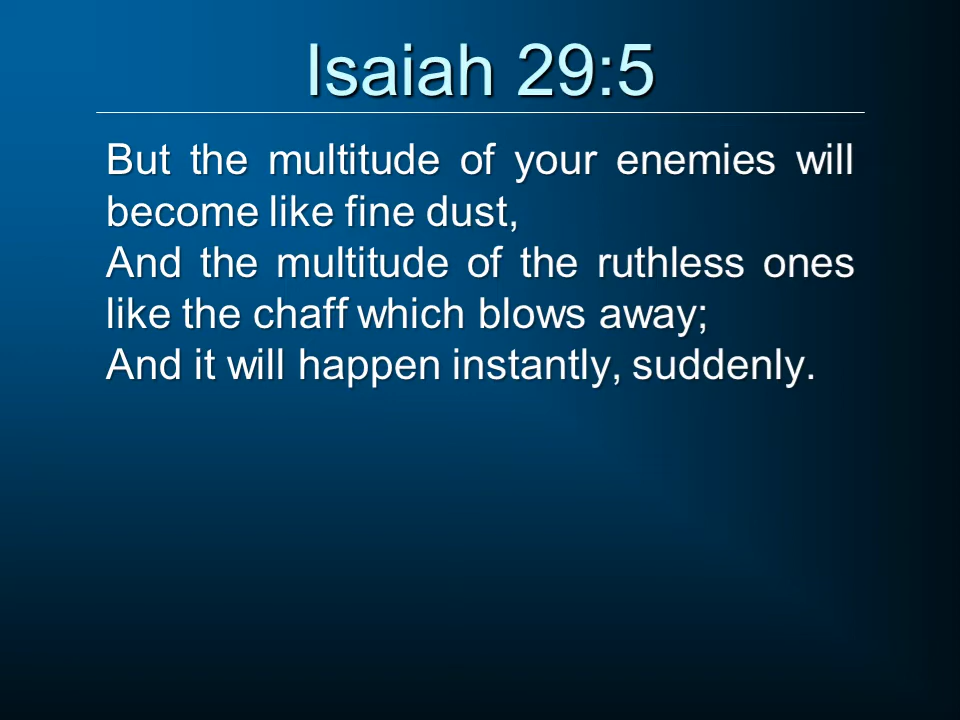 Isaiah 29:5
But the multitude of your enemies will
become like fine dust,
And the multitude of the ruthless ones
like the chaff which blows away;
And it will happen instantly, suddenly.